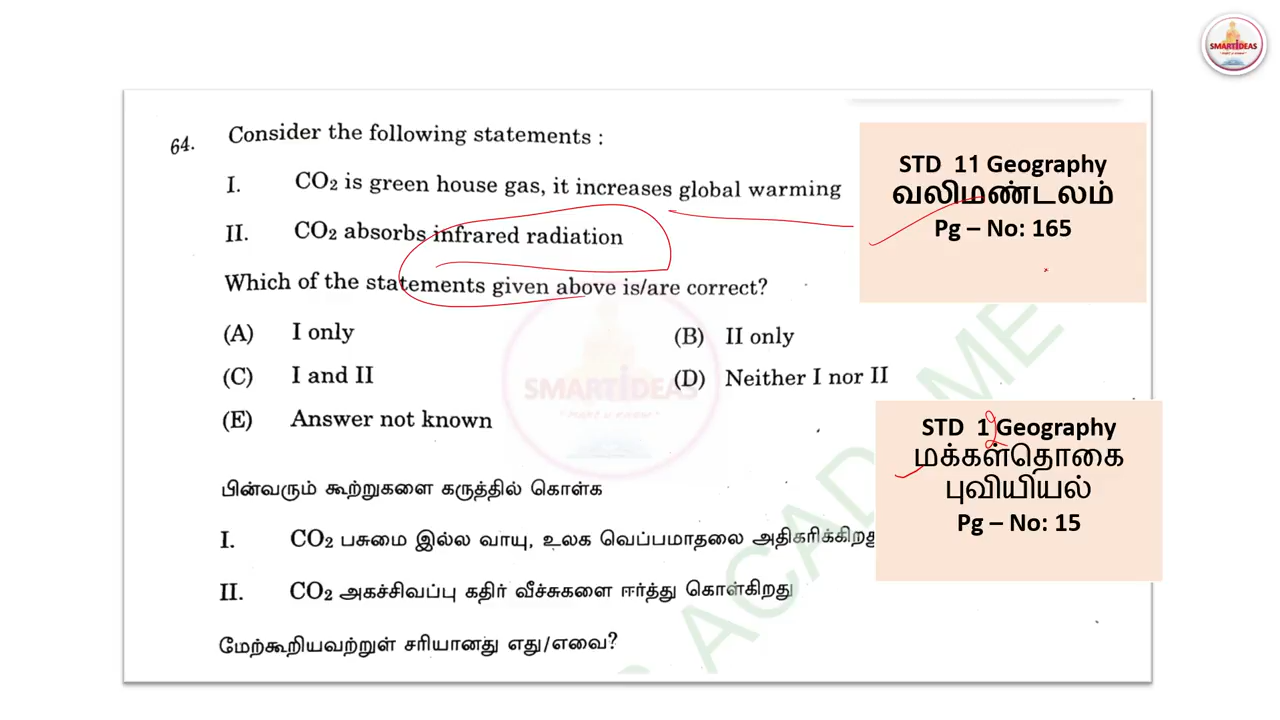 SMARTIDEAS
64. Consider the following statements :
I. CO2 is green house gas, it increases global warming
II. CO2 absorbs infrared radiation
Which of the statements given above is/are correct?
(A) I only
(B) II only
(C) I and II
(D) Neither I nor II
(E) Answer not known
பின்வரும் கூற்றுகளை கருத்தில் கொள்க
I. CO2 பசுமை இல்ல வாயு, உலக வெப்பமாதலை அதிகரிக்கிறது
II. CO2 அகச்சிவப்பு கதிர் வீச்சுகளை ஈர்த்து கொள்கிறது
மேற்கூறியவற்றுள் சரியானது எது/எவை?
STD 11 Geography
வலிமண்டலம்
Pg – No: 165
STD 12 Geography
மக்கள்தொகை
புவியியல்
Pg – No: 15
SMARTIDEAS
ACADEME